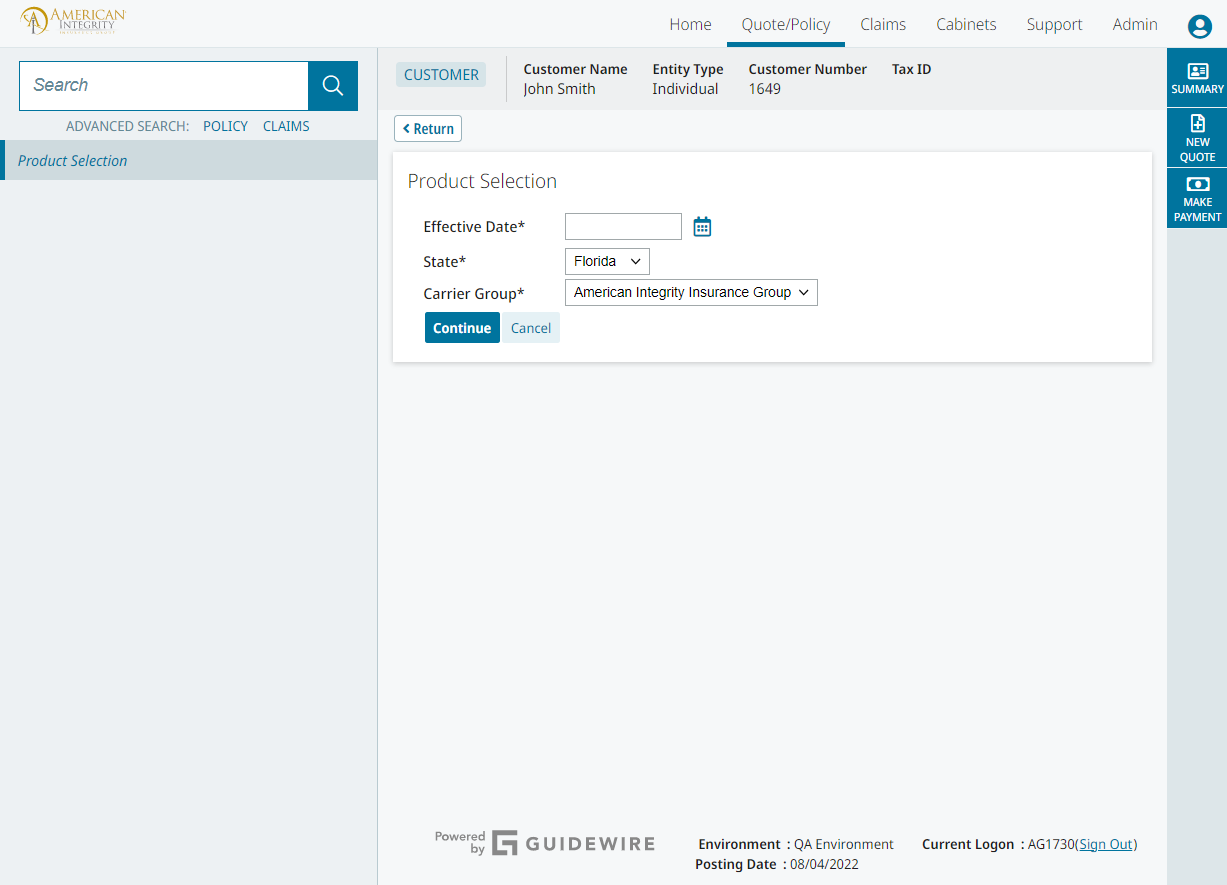 AMERICAN
INTEGRITY
INSURANCE GROUP
Home Quote/Policy Claims Cabinets Support Admin
Search
ADVANCED SEARCH: POLICY CLAIMS
Product Selection
CUSTOMER
Customer Name Entity Type Customer Number Tax ID
John Smith Individual 1649
Return
Product Selection
Effective Date*
State* Florida
Carrier Group* American Integrity Insurance Group
Continue Cancel
SUMMARY
NEW
QUOTE
MAKE
PAYMENT
Powered
by GUIDEWIRE
Environment : QA Environment Current Logon : AG1730(Sign Out)
Posting Date : 08/04/2022